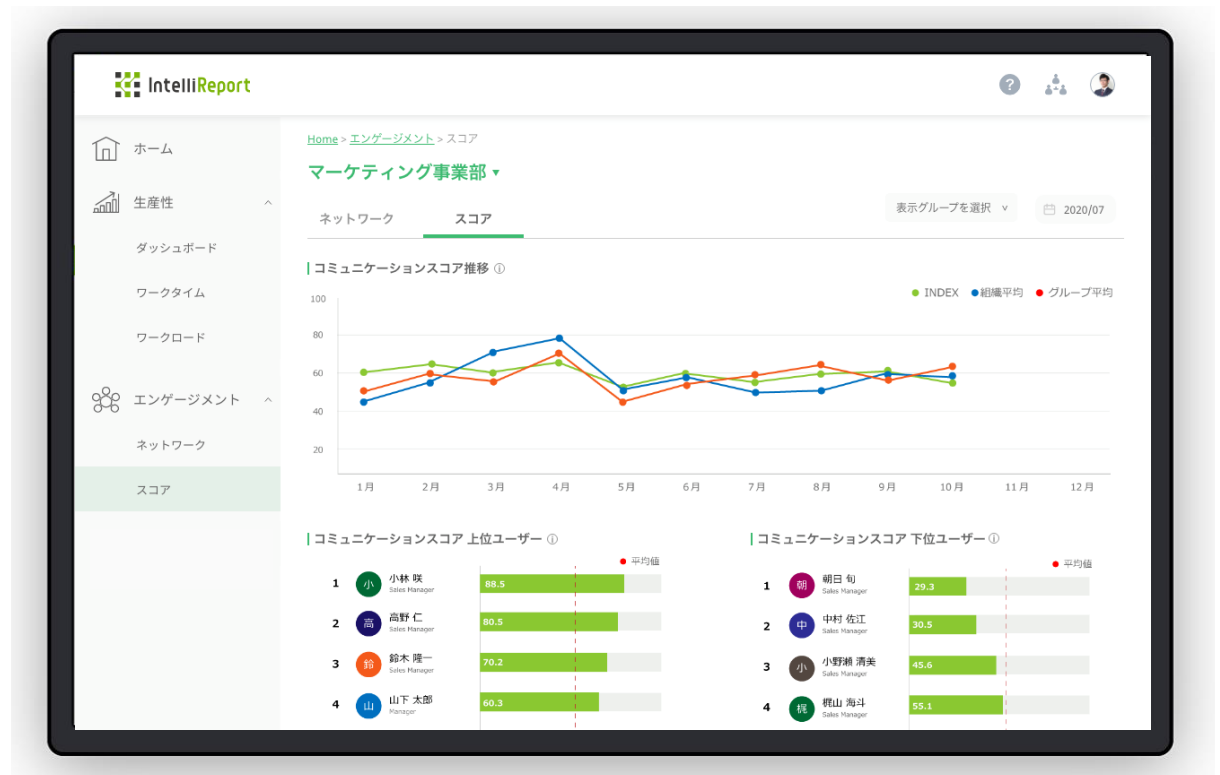 IntelliReport
?
ホーム
生産性
ダッシュボード
ワークタイム
ワークロード
エンゲージメント
ネットワーク
スコア
Home > エンゲージメント > スコア
マーケティング事業部 ▾
ネットワーク スコア
表示グループを選択 ∨ 2020/07
コミュニケーションスコア推移 ⓘ
● INDEX ●組織平均 ● グループ平均
100
80
60
40
20
1月 2月 3月 4月 5月 6月 7月 8月 9月 10月 11月 12月
コミュニケーションスコア 上位ユーザー ⓘ
● 平均値
1 小 小林 咲 88.5
Sales Manager
2 高 高野 仁 80.5
Sales Manager
3 鈴 鈴木 隆一 70.2
Sales Manager
4 山 山下 太郎 60.3
Manager
コミュニケーションスコア 下位ユーザー ⓘ
● 平均値
1 朝 朝日 旬 29.3
Sales Manager
2 中 中村 佐江 30.5
Sales Manager
3 小 小野瀬 清美 45.6
Sales Manager
4 梶 梶山 海斗 55.1
Sales Manager